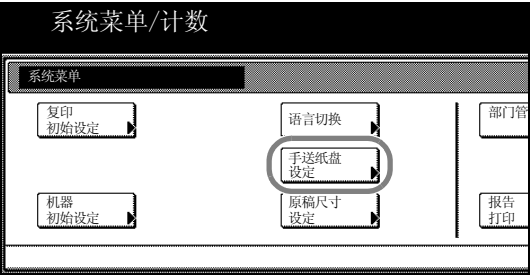 系统菜单/计数
系统菜单
复印
初始设定
语言切换
部门管
手送纸盘
设定
机器
初始设定
原稿尺寸
设定
报告
打印